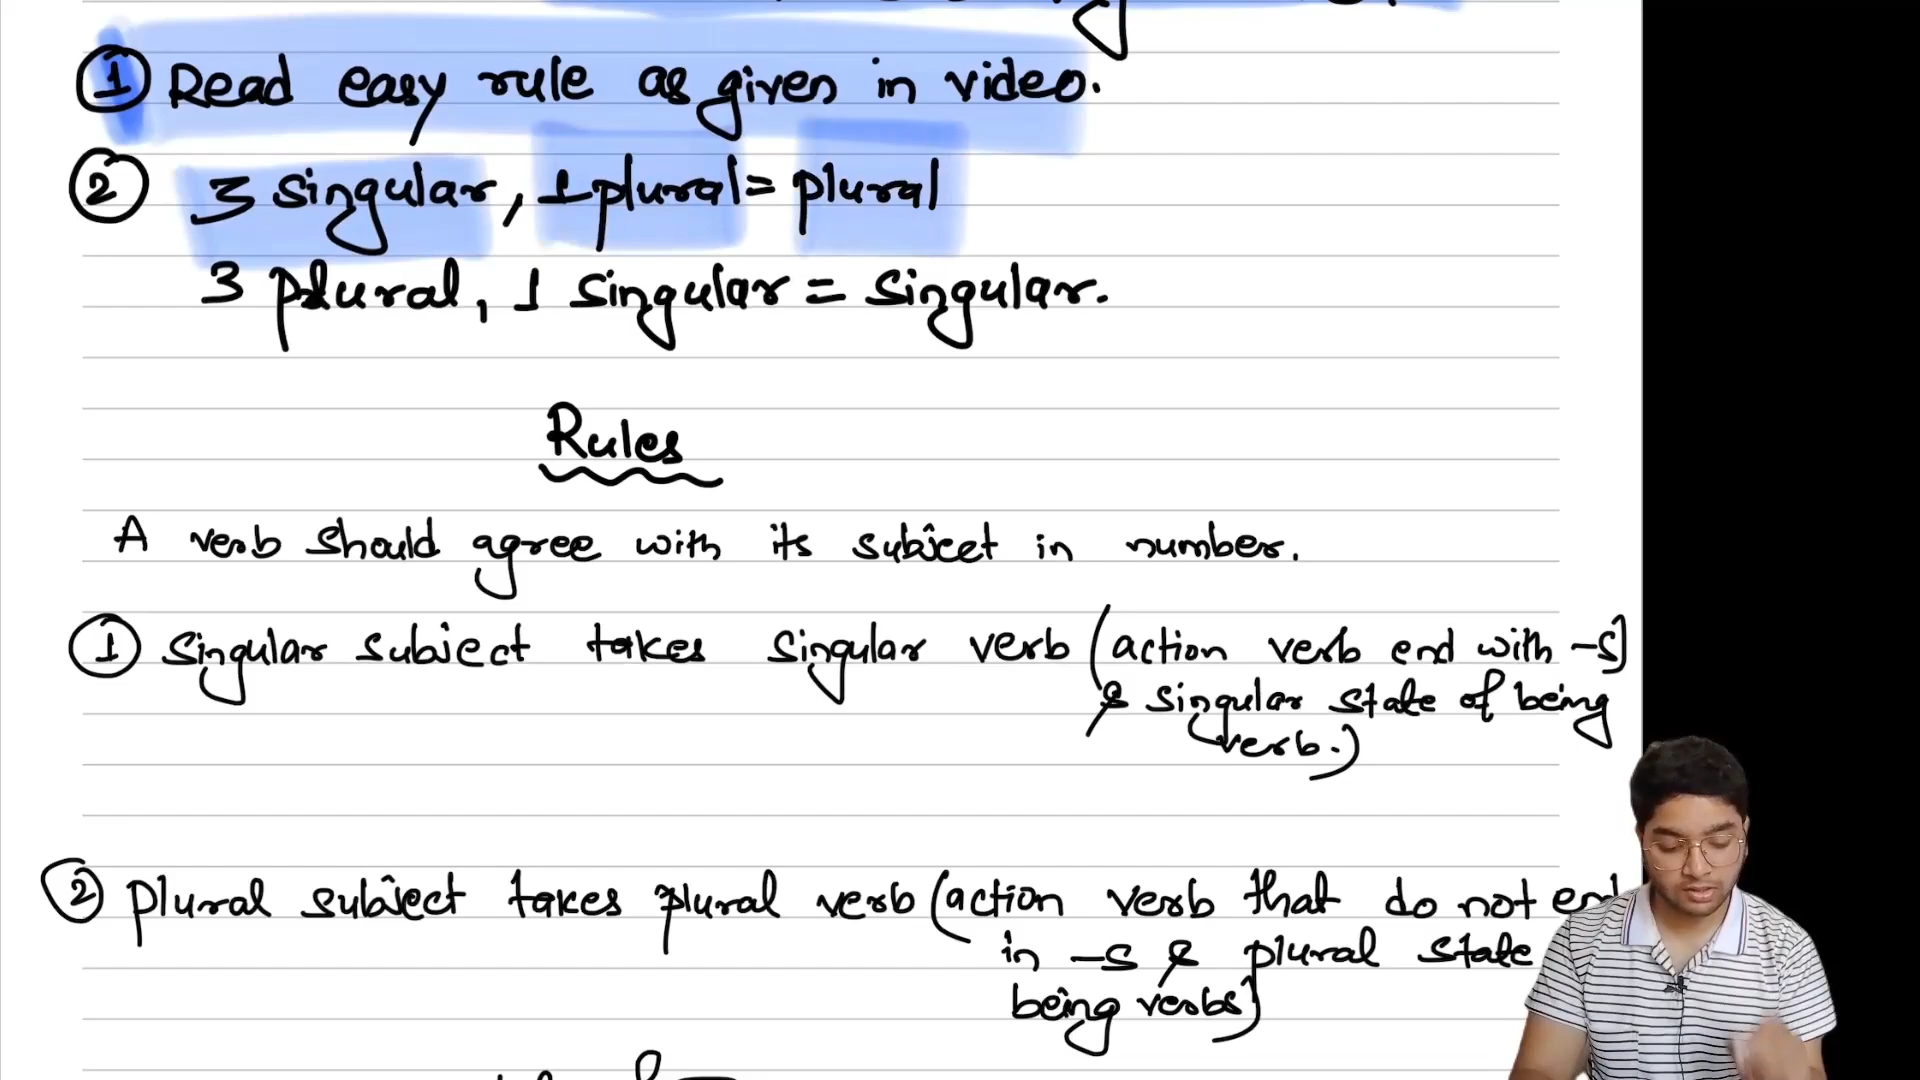 ① Read easy rule as given in video.
② 3 singular, 1 plural = plural
3 plural, 1 singular = singular.
Rules
A verb should agree with its subject in number.
① Singular subject takes singular verb (action verb end with -s)
& singular state of being
verb.)
② Plural subject takes plural verb (action verb that do not end
in -s & plural state
being verbs)